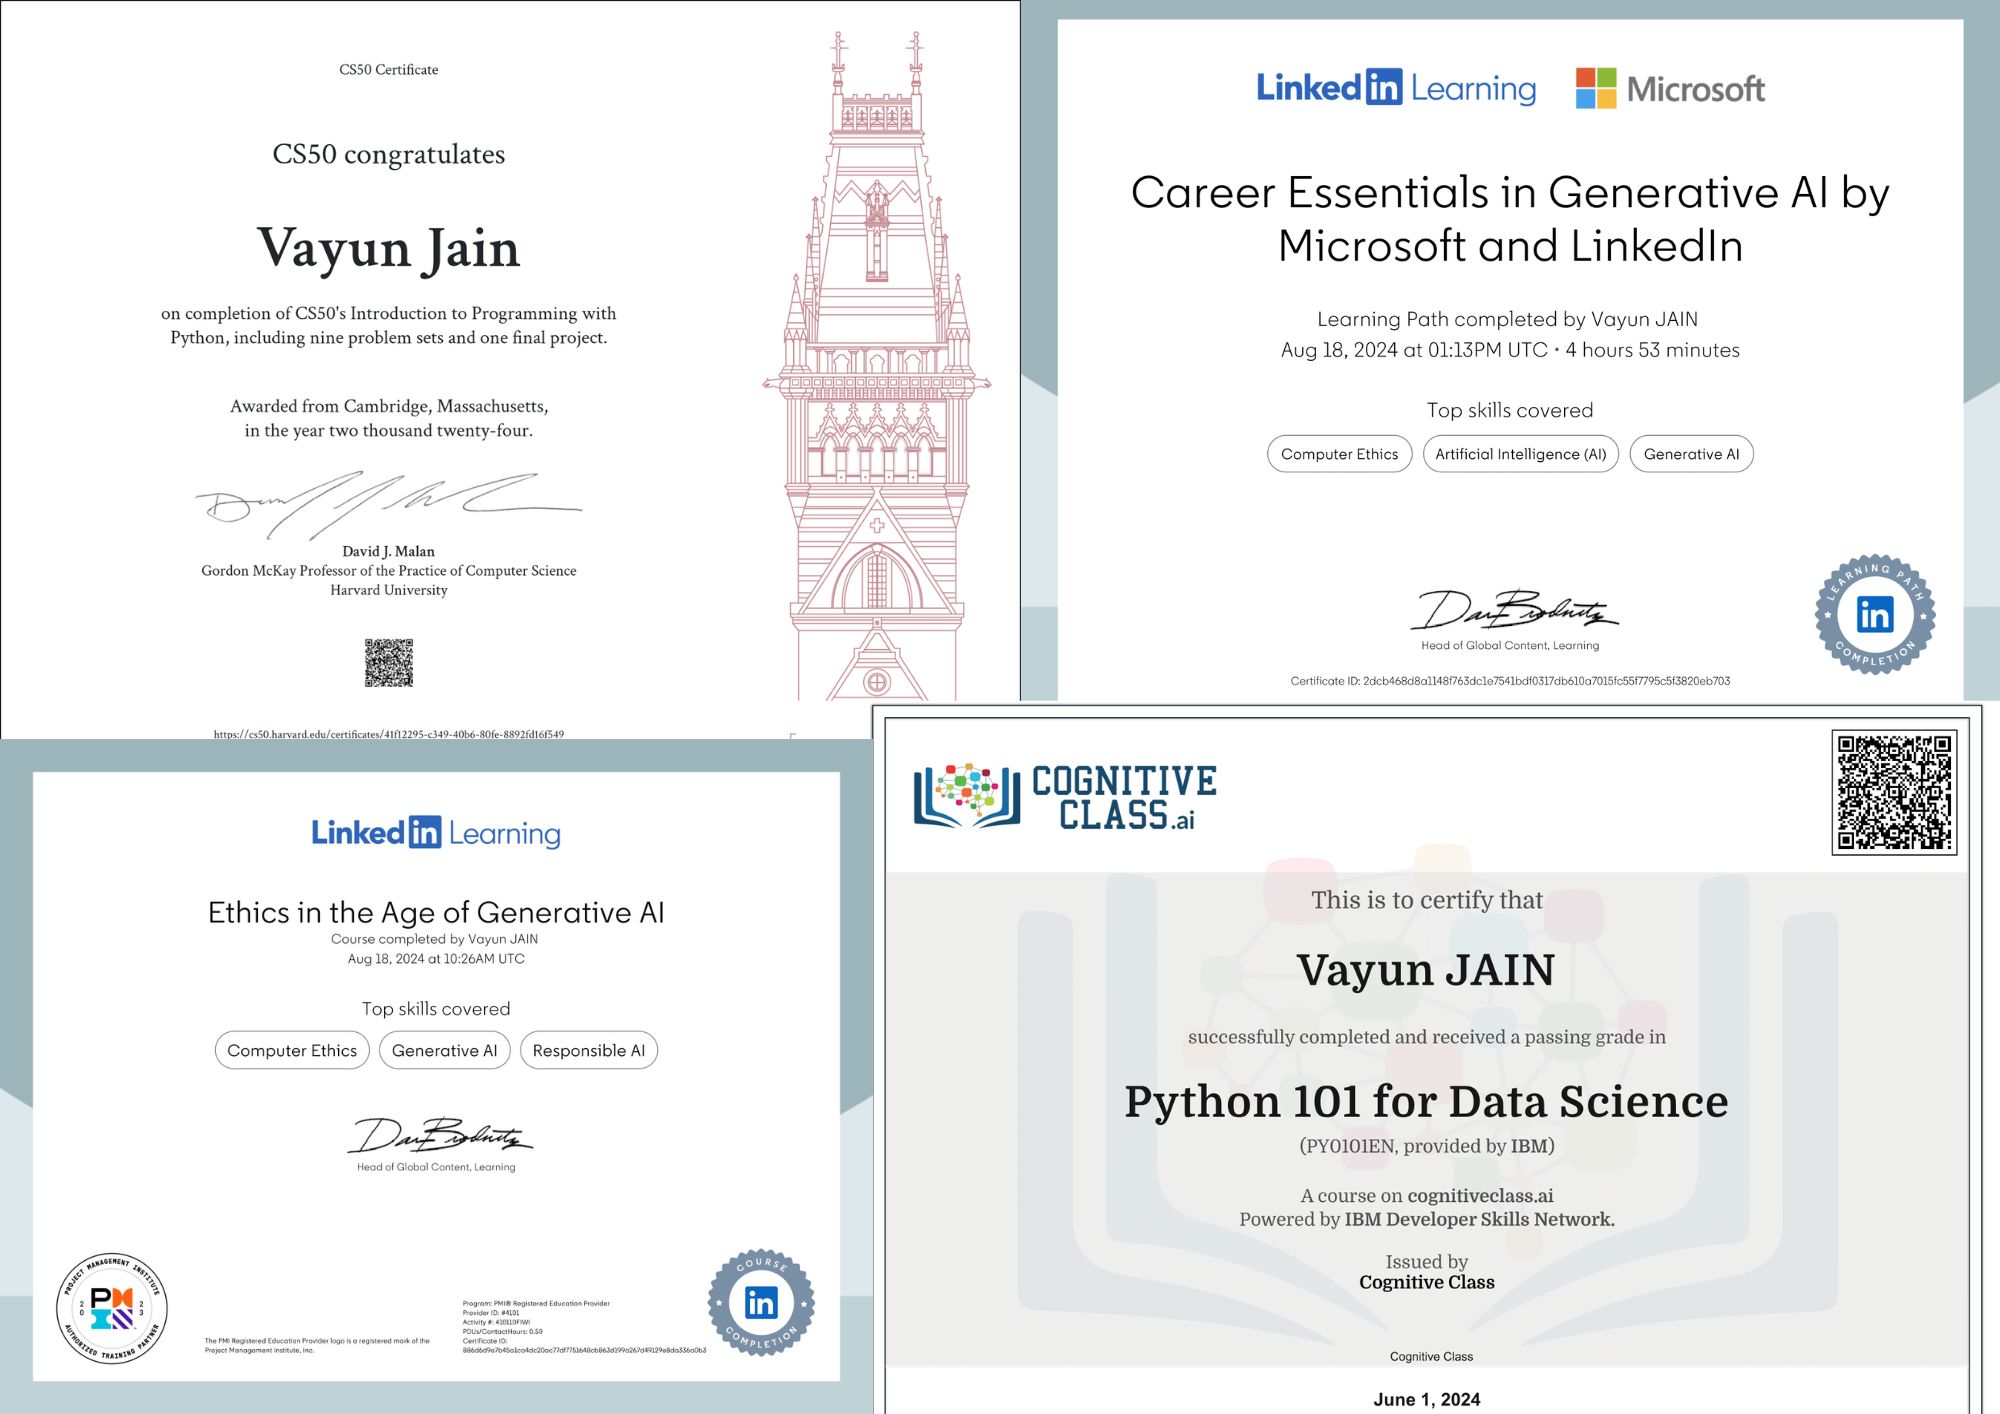 CS50 Certificate
CS50 congratulates
Vayun Jain
on completion of CS50's Introduction to Programming with
Python, including nine problem sets and one final project.
Awarded from Cambridge, Massachusetts,
in the year two thousand twenty-four.
David J. Malan
Gordon McKay Professor of the Practice of Computer Science
Harvard University
https://cs50.harvard.edu/certificates/41f12295-c349-40b6-80fe-8892fd16f549
Linked in Learning Microsoft
Career Essentials in Generative AI by
Microsoft and LinkedIn
Learning Path completed by Vayun JAIN
Aug 18, 2024 at 01:13PM UTC • 4 hours 53 minutes
Top skills covered
Computer Ethics Artificial Intelligence (AI) Generative AI
Head of Global Content, Learning
Certificate ID: 2dcb468d8a1148f763dc1e7541bdf0317db610a7015fc55f7795c5f3820eb703
LEARNING PATH
in
COMPLETION
Linked in Learning
Ethics in the Age of Generative AI
Course completed by Vayun JAIN
Aug 18, 2024 at 10:26AM UTC
Top skills covered
Computer Ethics Generative AI Responsible AI
Head of Global Content, Learning
PROJECT MANAGEMENT INSTITUTE
PMI
2023
AUTHORIZED TRAINING PARTNER
The PMI Registered Education Provider logo is a registered mark of the
Project Management Institute, Inc.
Program: PMI® Registered Education Provider
Provider ID: #4101
Activity #: 410110FIWI
PDUs/ContactHours: 0.50
Certificate ID:
COURSE
in
COMPLETION
COGNITIVE
CLASS.ai
This is to certify that
Vayun JAIN
successfully completed and received a passing grade in
Python 101 for Data Science
(PY0101EN, provided by IBM)
A course on cognitiveclass.ai
Powered by IBM Developer Skills Network.
Issued by
Cognitive Class
Cognitive Class
June 1, 2024